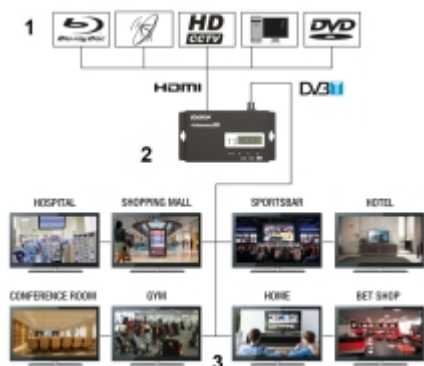 1
Blu-ray Disc
HD
CCTV
DVD
HDMI
DVB T
2
HOSPITAL
SHOPPING MALL
SPORTSBAR
HOTEL
CONFERENCE ROOM
GYM
HOME
BET SHOP
3